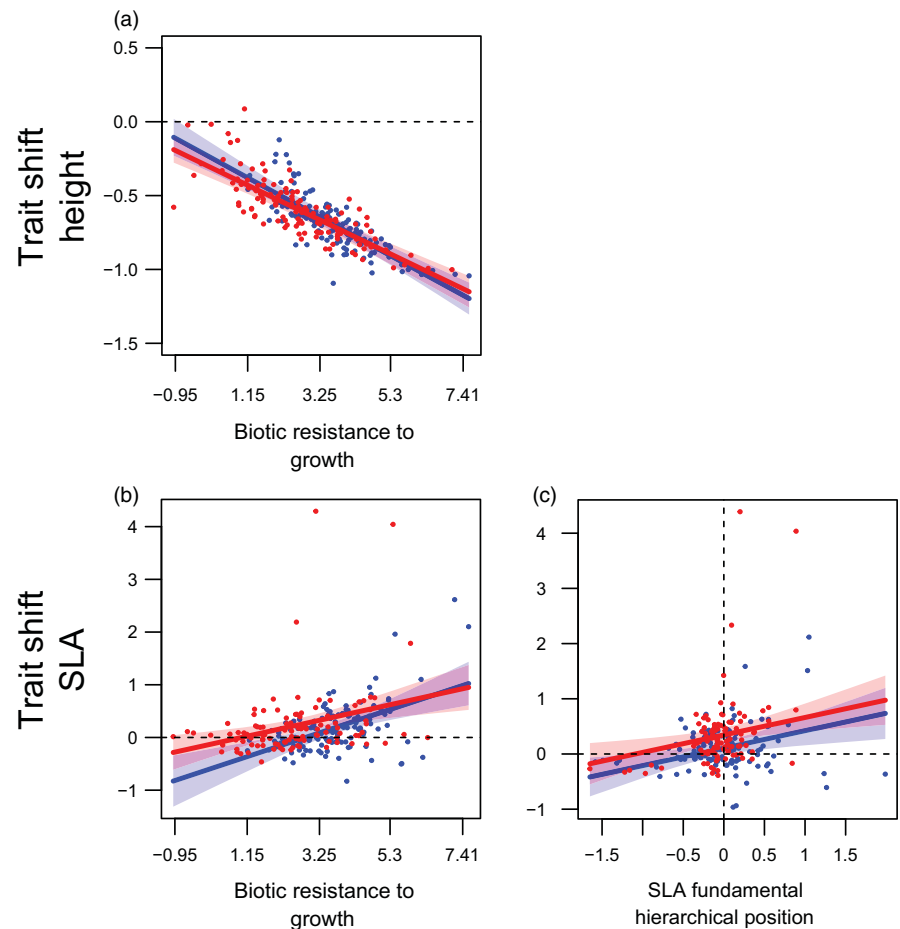 (a)
0.5
0.0
−0.5
−1.0
−1.5
Trait shift
height
−0.95 1.15 3.25 5.3 7.41
Biotic resistance to
growth
(b)
4
3
2
1
0
−1
Trait shift
SLA
−0.95 1.15 3.25 5.3 7.41
Biotic resistance to
growth
(c)
4
3
2
1
0
−1
−1.5 −0.5 0 0.5 1 1.5
SLA fundamental
hierarchical position